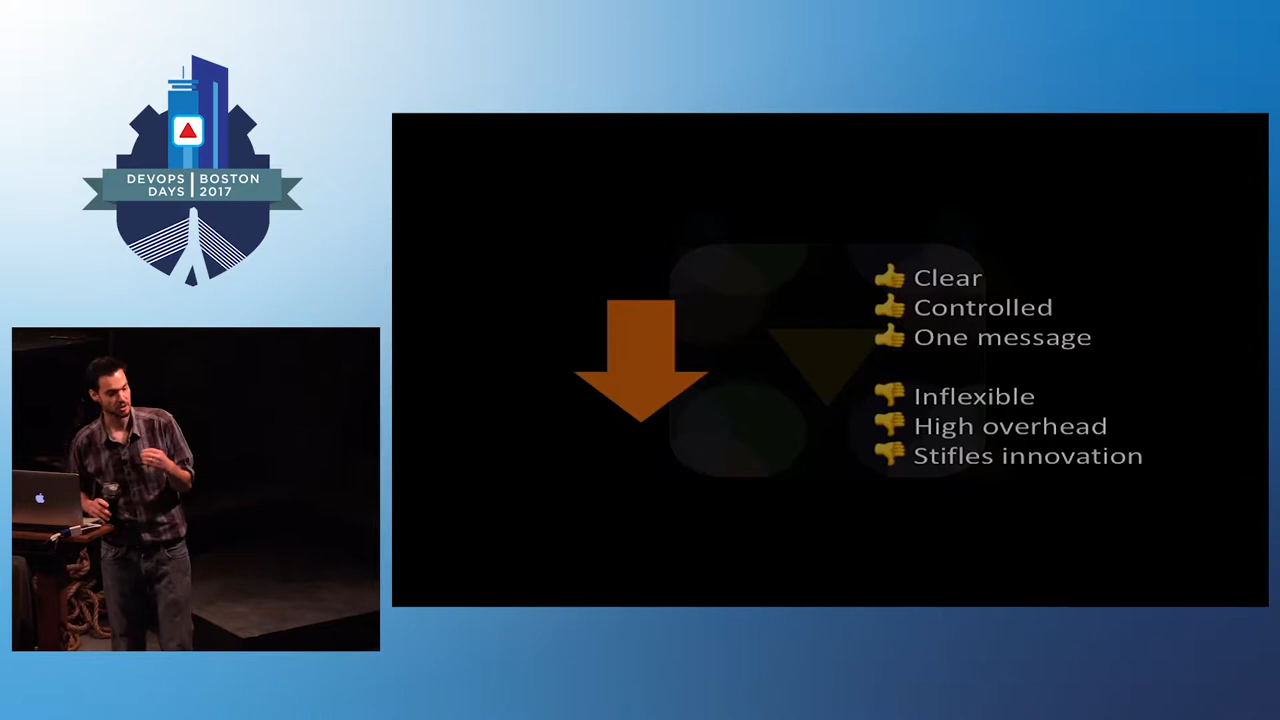 DEVOPS BOSTON
DAYS 2017
👍 Clear
👍 Controlled
👍 One message
👎 Inflexible
👎 High overhead
👎 Stifles innovation